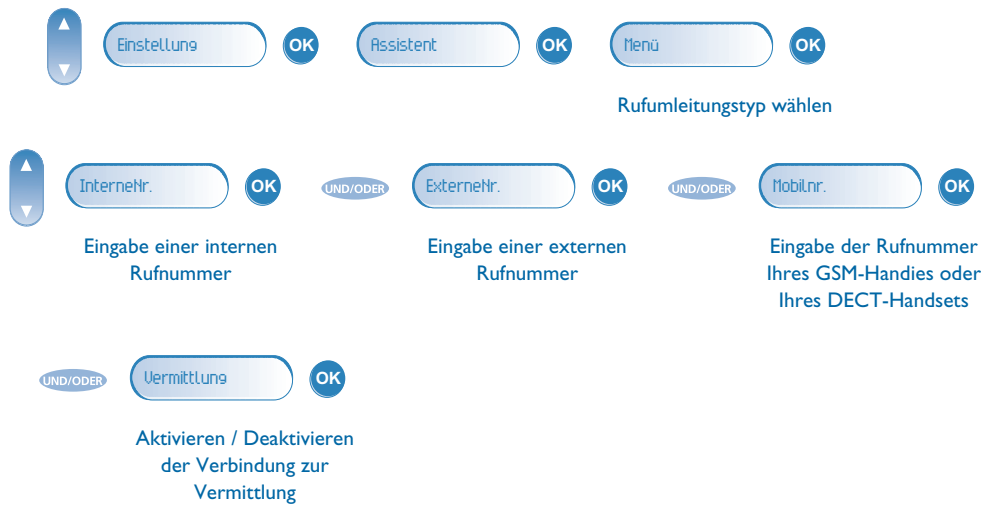 Einstellung OK Assistent OK Menü OK
Rufumleitungstyp wählen
InterneNr. OK UND/ODER ExterneNr. OK UND/ODER Mobilnr. OK
Eingabe einer internen
Rufnummer
Eingabe einer externen
Rufnummer
Eingabe der Rufnummer
Ihres GSM-Handies oder
Ihres DECT-Handsets
UND/ODER Vermittlung OK
Aktivieren / Deaktivieren
der Verbindung zur
Vermittlung